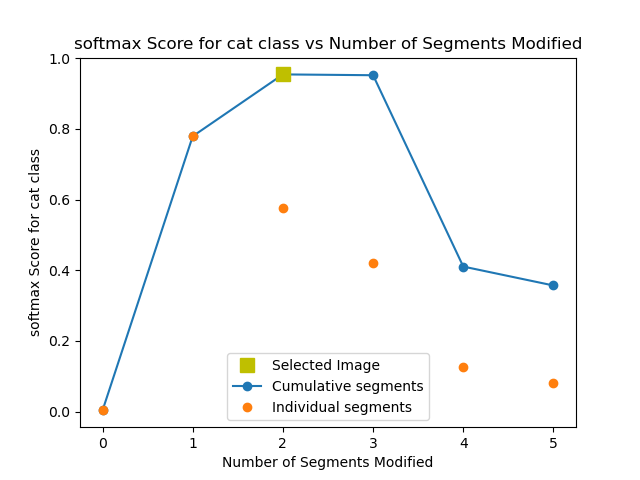 softmax Score for cat class vs Number of Segments Modified
1.0
0.8
0.6
0.4
0.2
0.0
softmax Score for cat class
Selected Image
Cumulative segments
Individual segments
0 1 2 3 4 5
Number of Segments Modified